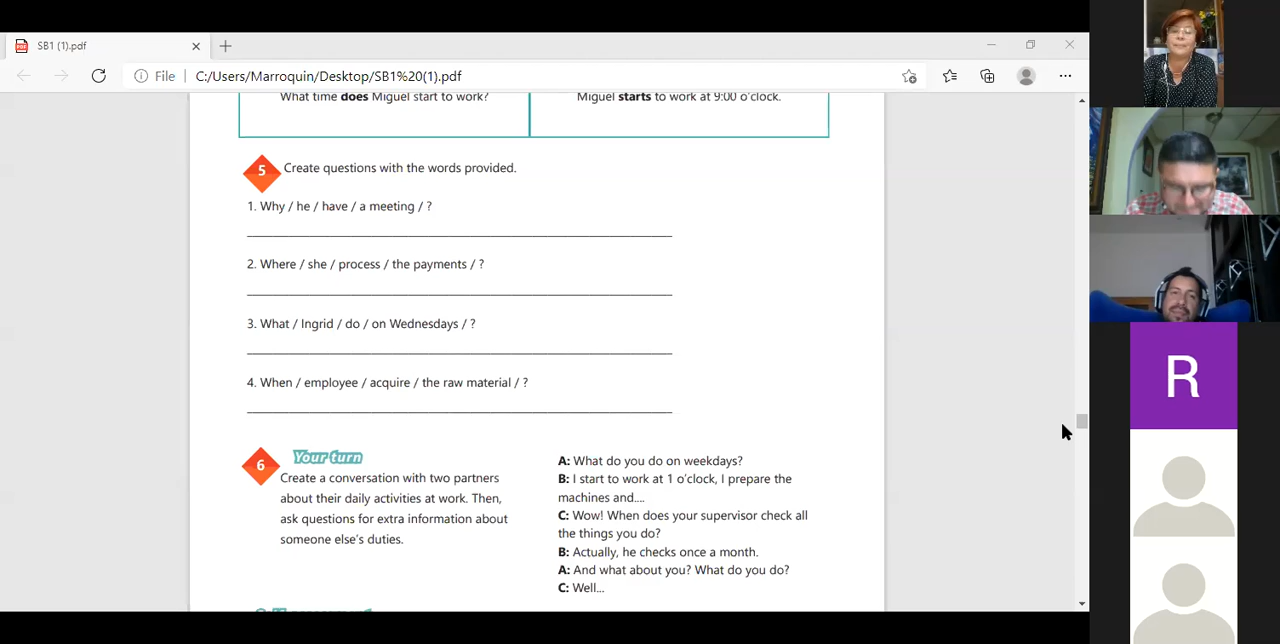 SB1 (1).pdf
File
C:/Users/Marroquin/Desktop/SB1%20(1).pdf
What time does Miguel start to work?
Miguel starts to work at 9:00 o'clock.
5 Create questions with the words provided.
1. Why / he / have / a meeting / ?
2. Where / she / process / the payments / ?
3. What / Ingrid / do / on Wednesdays / ?
4. When / employee / acquire / the raw material / ?
6 Your turn
Create a conversation with two partners
about their daily activities at work. Then,
ask questions for extra information about
someone else's duties.
A: What do you do on weekdays?
B: I start to work at 1 o'clock, I prepare the
machines and....
C: Wow! When does your supervisor check all
the things you do?
B: Actually, he checks once a month.
A: And what about you? What do you do?
C: Well...
R